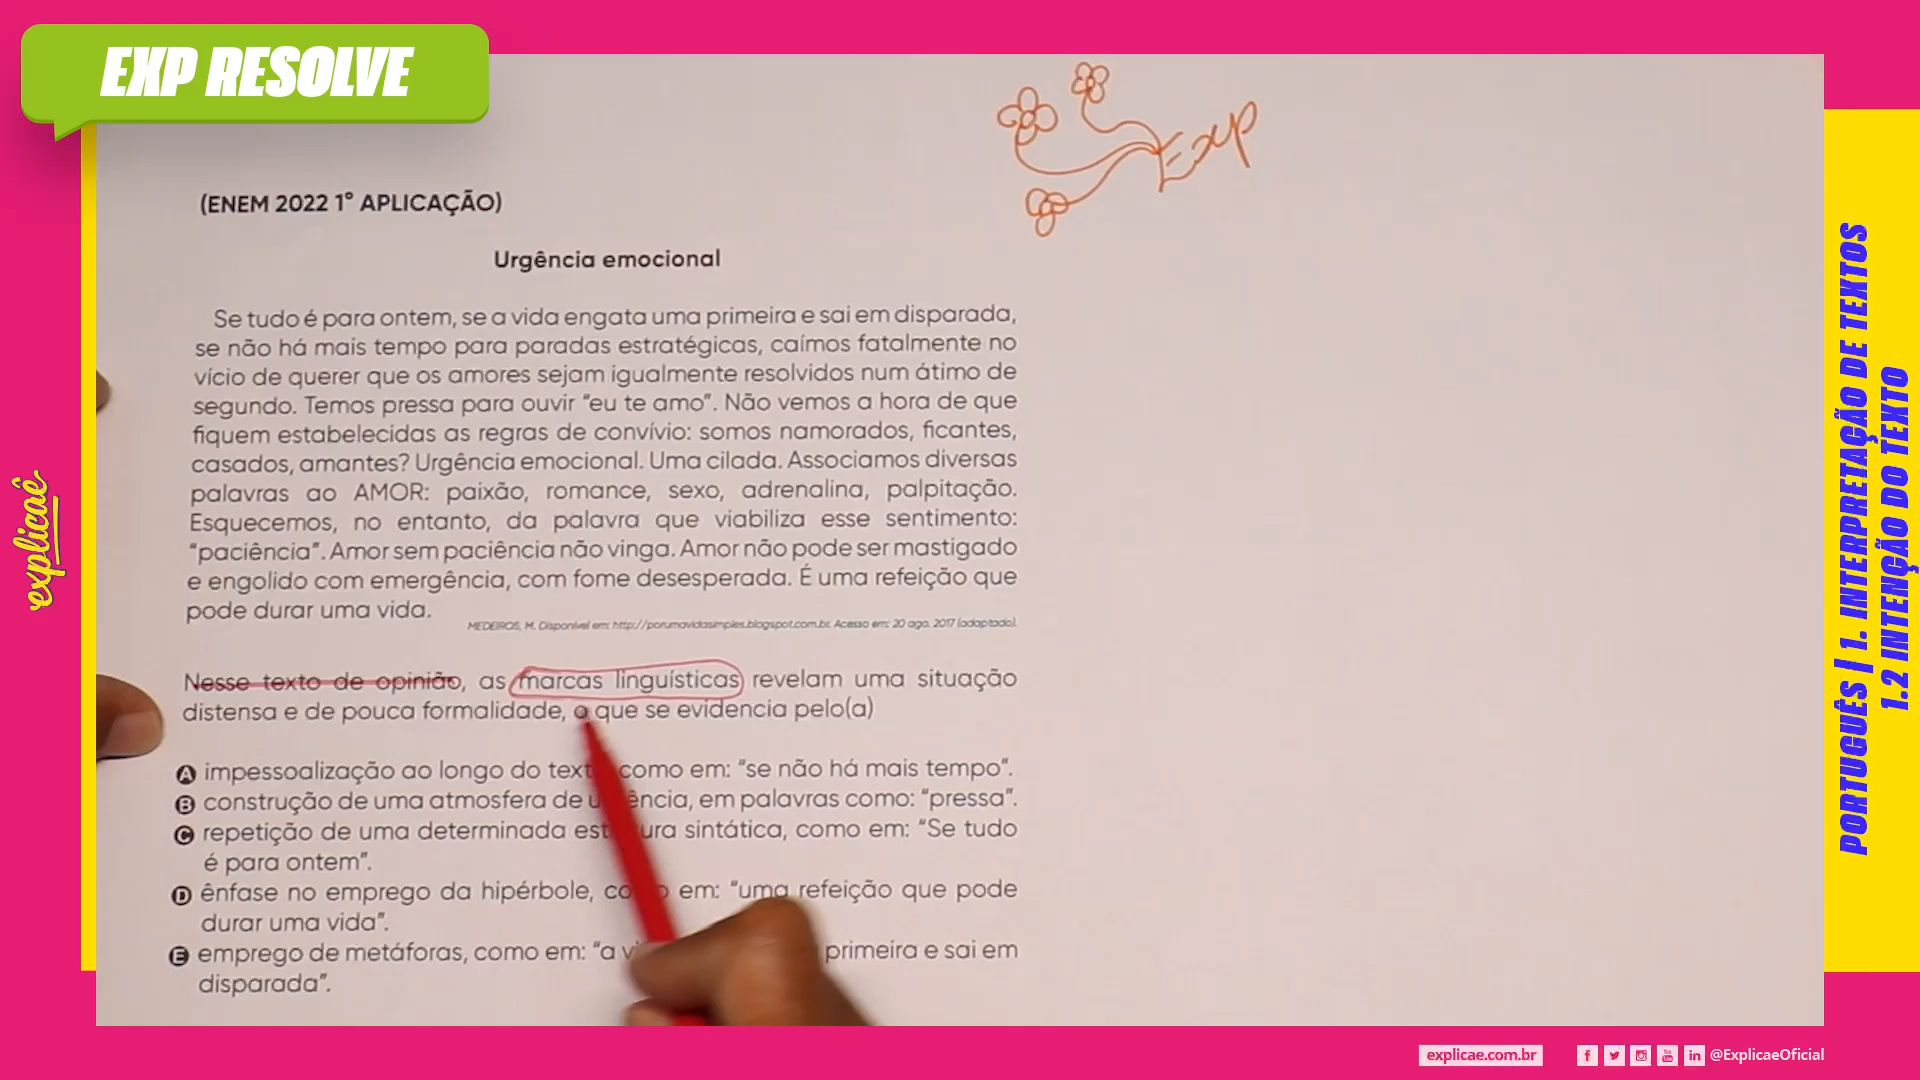 EXP RESOLVE
Exp
(ENEM 2022 1° APLICAÇÃO)
Urgência emocional
Se tudo é para ontem, se a vida engata uma primeira e sai em disparada,
se não há mais tempo para paradas estratégicas, caímos fatalmente no
vício de querer que os amores sejam igualmente resolvidos num átimo de
segundo. Temos pressa para ouvir “eu te amo”. Não vemos a hora de que
fiquem estabelecidas as regras de convívio: somos namorados, ficantes,
casados, amantes? Urgência emocional. Uma cilada. Associamos diversas
palavras ao AMOR: paixão, romance, sexo, adrenalina, palpitação.
Esquecemos, no entanto, da palavra que viabiliza esse sentimento:
“paciência”. Amor sem paciência não vinga. Amor não pode ser mastigado
e engolido com emergência, com fome desesperada. É uma refeição que
pode durar uma vida.
MEDEIROS, M. Disponível em: http://porumavidasimples.blogspot.com.br. Acesso em: 20 ago. 2017 (adaptado).
Nesse texto de opinião, as marcas linguísticas revelam uma situação
distensa e de pouca formalidade, o que se evidencia pelo(a)
A impessoalização ao longo do text como em: “se não há mais tempo”.
B construção de uma atmosfera de u ência, em palavras como: “pressa”.
C repetição de uma determinada est ura sintática, como em: “Se tudo
é para ontem”.
D ênfase no emprego da hipérbole, co o em: “uma refeição que pode
durar uma vida”.
E emprego de metáforas, como em: “a v primeira e sai em
disparada”.
explicaê
PORTUGUÊS | 1. INTERPRETAÇÃO DE TEXTOS
1.2 INTENÇÃO DO TEXTO
explicae.com.br
@ExplicaeOficial